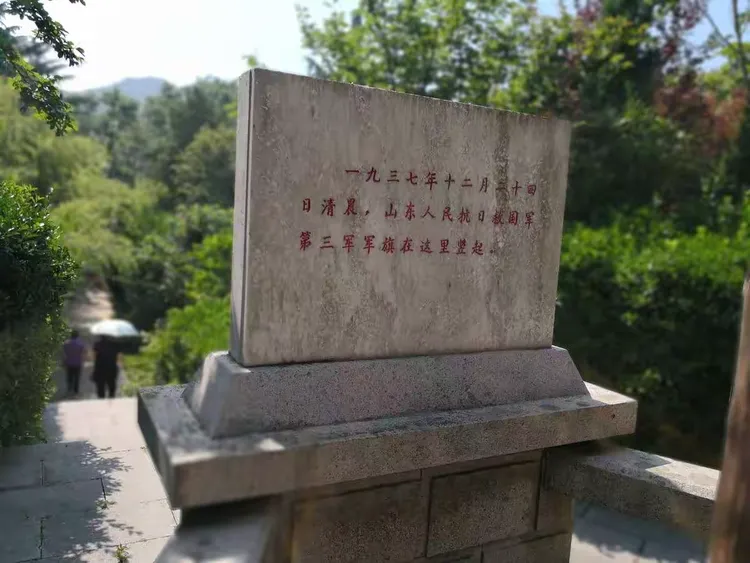 一九三七年十二月二十四
日清晨，山东人民抗日救国军
第三军军旗在这里竖起。